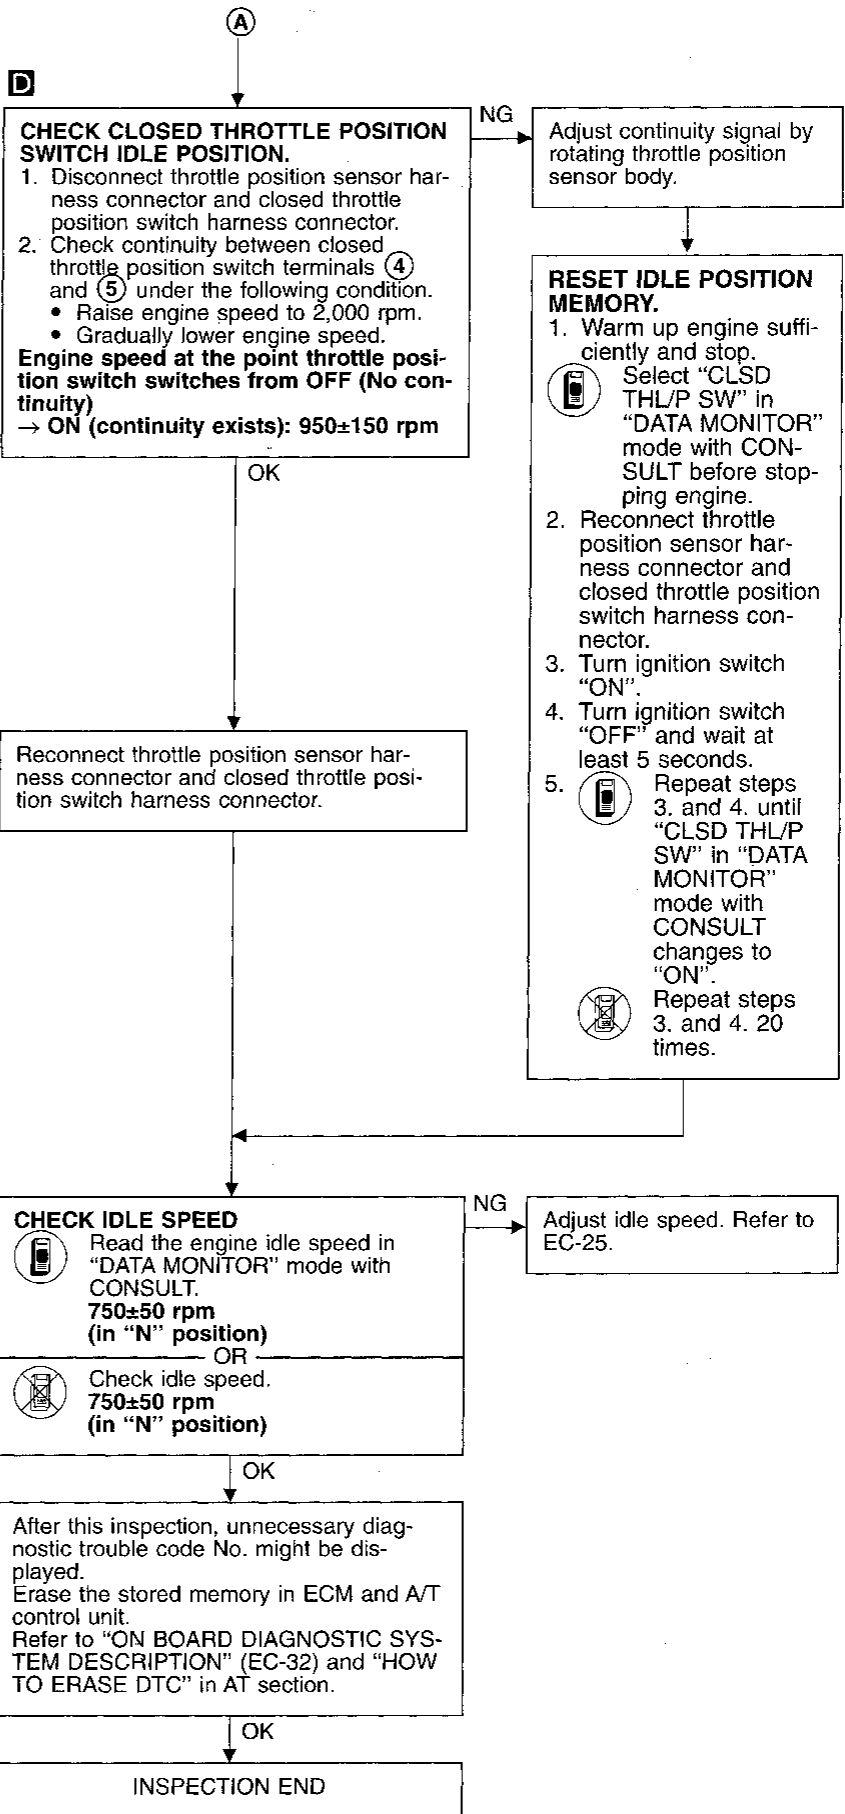 A
D
CHECK CLOSED THROTTLE POSITION
SWITCH IDLE POSITION.
1. Disconnect throttle position sensor har-
ness connector and closed throttle
position switch harness connector.
2. Check continuity between closed
throttle position switch terminals ④
and ⑤ under the following condition.
• Raise engine speed to 2,000 rpm.
• Gradually lower engine speed.
Engine speed at the point throttle posi-
tion switch switches from OFF (No con-
tinuity)
→ ON (continuity exists): 950±150 rpm
NG
Adjust continuity signal by
rotating throttle position
sensor body.
RESET IDLE POSITION
MEMORY.
1. Warm up engine suffi-
ciently and stop.
Select “CLSD
THL/P SW” in
“DATA MONITOR”
mode with CON-
SULT before stop-
ping engine.
2. Reconnect throttle
position sensor har-
ness connector and
closed throttle position
switch harness con-
nector.
3. Turn ignition switch
“ON”.
4. Turn ignition switch
“OFF” and wait at
least 5 seconds.
5. Repeat steps
3. and 4. until
“CLSD THL/P
SW” in “DATA
MONITOR”
mode with
CONSULT
changes to
“ON”.
Repeat steps
3. and 4. 20
times.
OK
Reconnect throttle position sensor har-
ness connector and closed throttle posi-
tion switch harness connector.
CHECK IDLE SPEED
Read the engine idle speed in
“DATA MONITOR” mode with
CONSULT.
750±50 rpm
(in “N” position)
OR
Check idle speed.
750±50 rpm
(in “N” position)
NG
Adjust idle speed. Refer to
EC-25.
OK
After this inspection, unnecessary diag-
nostic trouble code No. might be dis-
played.
Erase the stored memory in ECM and A/T
control unit.
Refer to “ON BOARD DIAGNOSTIC SYS-
TEM DESCRIPTION” (EC-32) and “HOW
TO ERASE DTC” in AT section.
OK
INSPECTION END